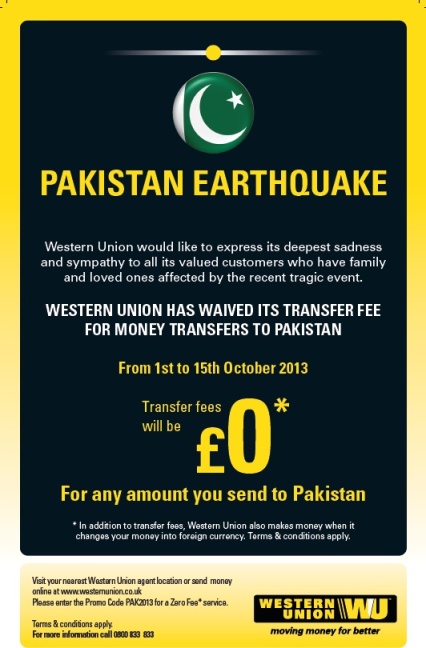 PAKISTAN EARTHQUAKE
Western Union would like to express its deepest sadness
and sympathy to all its valued customers who have family
and loved ones affected by the recent tragic event.
WESTERN UNION HAS WAIVED ITS TRANSFER FEE
FOR MONEY TRANSFERS TO PAKISTAN
From 1st to 15th October 2013
Transfer fees
will be
£0*
For any amount you send to Pakistan
* In addition to transfer fees, Western Union also makes money when it
changes your money into foreign currency. Terms & conditions apply.
Visit your nearest Western Union agent location or send money
online at www.westernunion.co.uk
Please enter the Promo Code PAK2013 for a Zero Fee* service.
Terms & conditions apply.
For more information call 0800 833 833
WESTERN
UNION WU
moving money for better